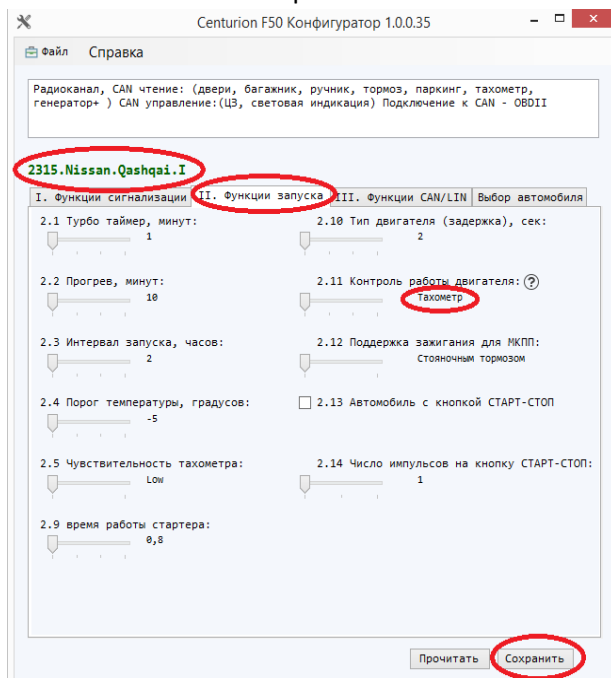 Centurion F50 Конфигуратор 1.0.0.35
Файл Справка
Радиоканал, CAN чтение: (двери, багажник, ручник, тормоз, паркинг, тахометр,
генератор+ ) CAN управление:(ЦЗ, световая индикация) Подключение к CAN - OBDII
2315.Nissan.Qashqai.I
I. Функции сигнализации II. Функции запуска III. Функции CAN/LIN Выбор автомобиля
2.1 Турбо таймер, минут:
1
2.2 Прогрев, минут:
10
2.3 Интервал запуска, часов:
2
2.4 Порог температуры, градусов:
-5
2.5 Чувствительность тахометра:
Low
2.9 время работы стартера:
0,8
2.10 Тип двигателя (задержка), сек:
2
2.11 Контроль работы двигателя: ?
Тахометр
2.12 Поддержка зажигания для МКПП:
Стояночным тормозом
2.13 Автомобиль с кнопкой СТАРТ-СТОП
2.14 Число импульсов на кнопку СТАРТ-СТОП:
1
Прочитать Сохранить